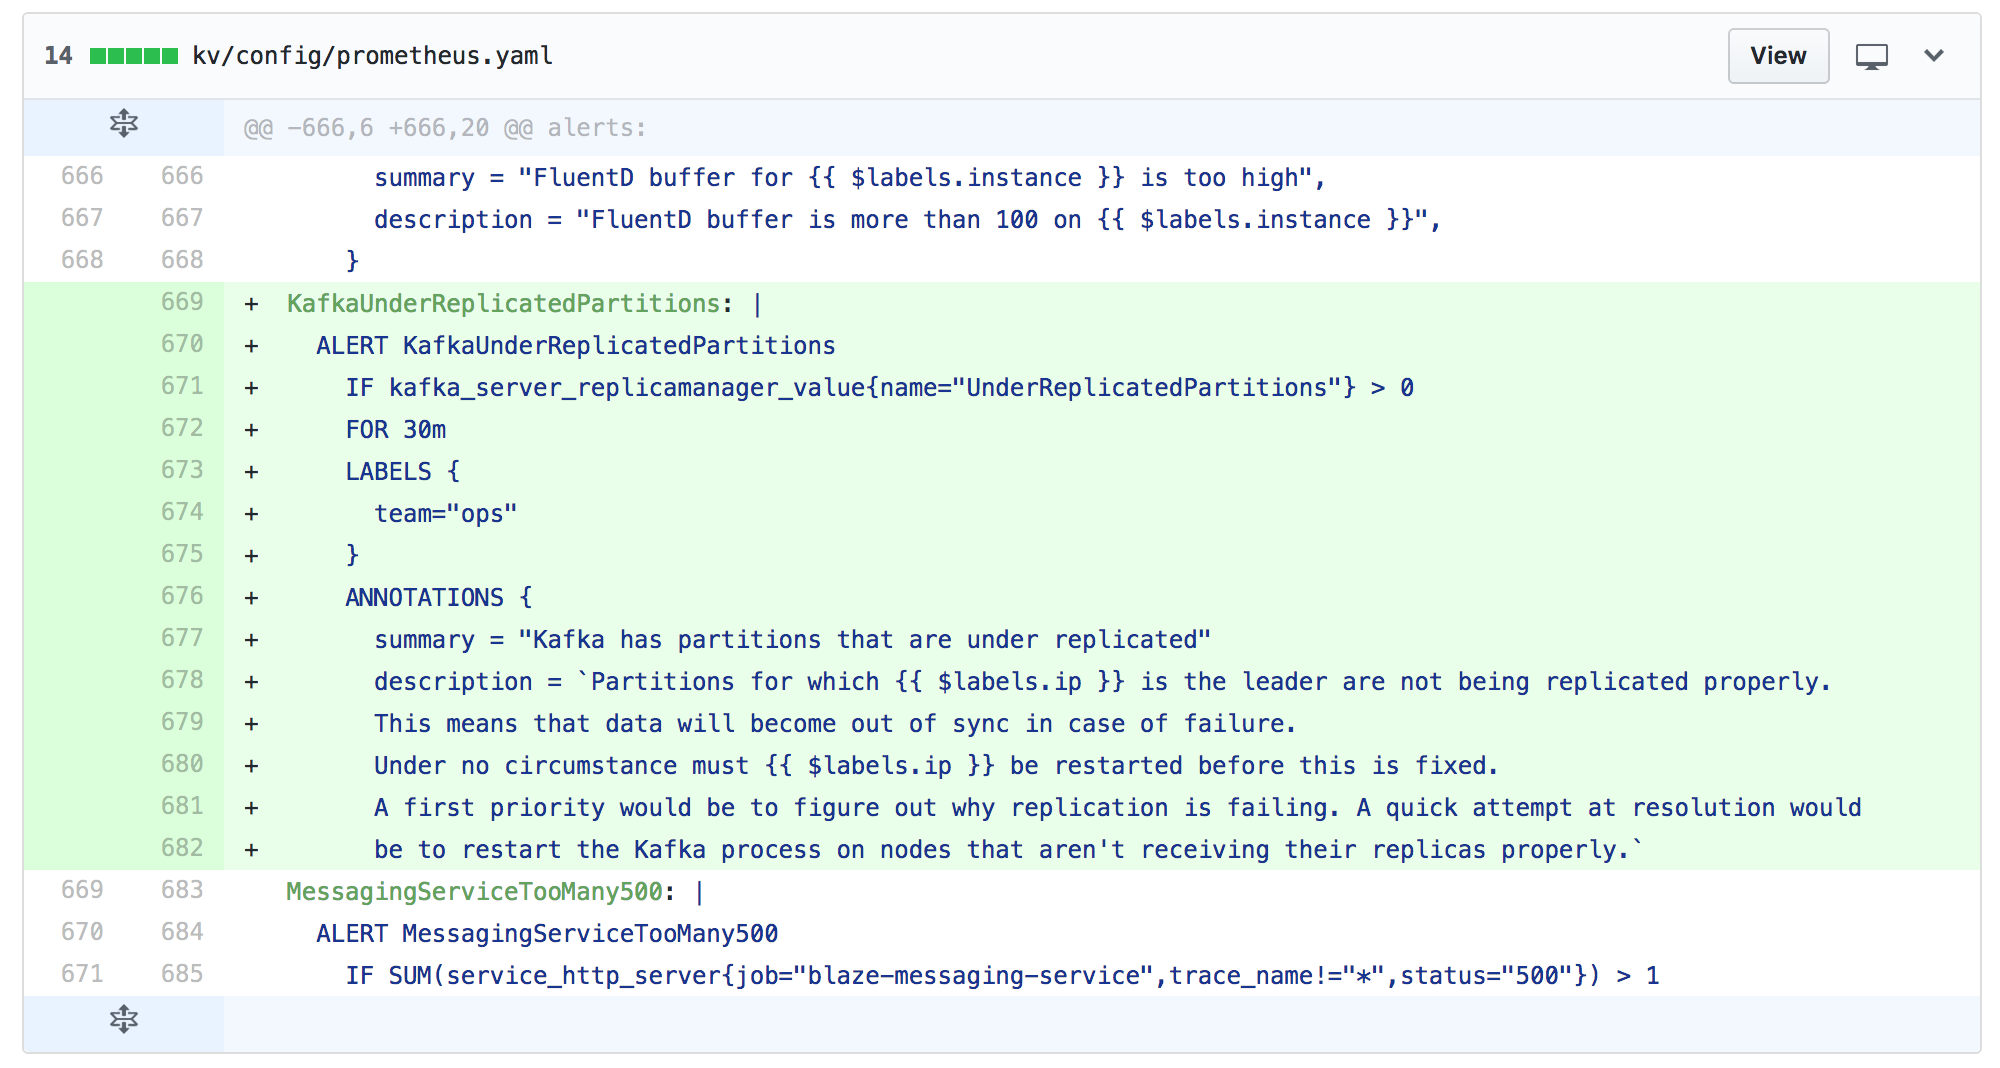 14 kv/config/prometheus.yaml View
@@ -666,6 +666,20 @@ alerts:
666 666 summary = "FluentD buffer for {{ $labels.instance }} is too high",
667 667 description = "FluentD buffer is more than 100 on {{ $labels.instance }}",
668 668 }
669 + KafkaUnderReplicatedPartitions: |
670 + ALERT KafkaUnderReplicatedPartitions
671 + IF kafka_server_replicamanager_value{name="UnderReplicatedPartitions"} > 0
672 + FOR 30m
673 + LABELS {
674 + team="ops"
675 + }
676 + ANNOTATIONS {
677 + summary = "Kafka has partitions that are under replicated"
678 + description = `Partitions for which {{ $labels.ip }} is the leader are not being replicated properly.
679 + This means that data will become out of sync in case of failure.
680 + Under no circumstance must {{ $labels.ip }} be restarted before this is fixed.
681 + A first priority would be to figure out why replication is failing. A quick attempt at resolution would
682 + be to restart the Kafka process on nodes that aren't receiving their replicas properly.`
669 683 MessagingServiceTooMany500: |
670 684 ALERT MessagingServiceTooMany500
671 685 IF SUM(service_http_server{job="blaze-messaging-service",trace_name!="*",status="500"}) > 1